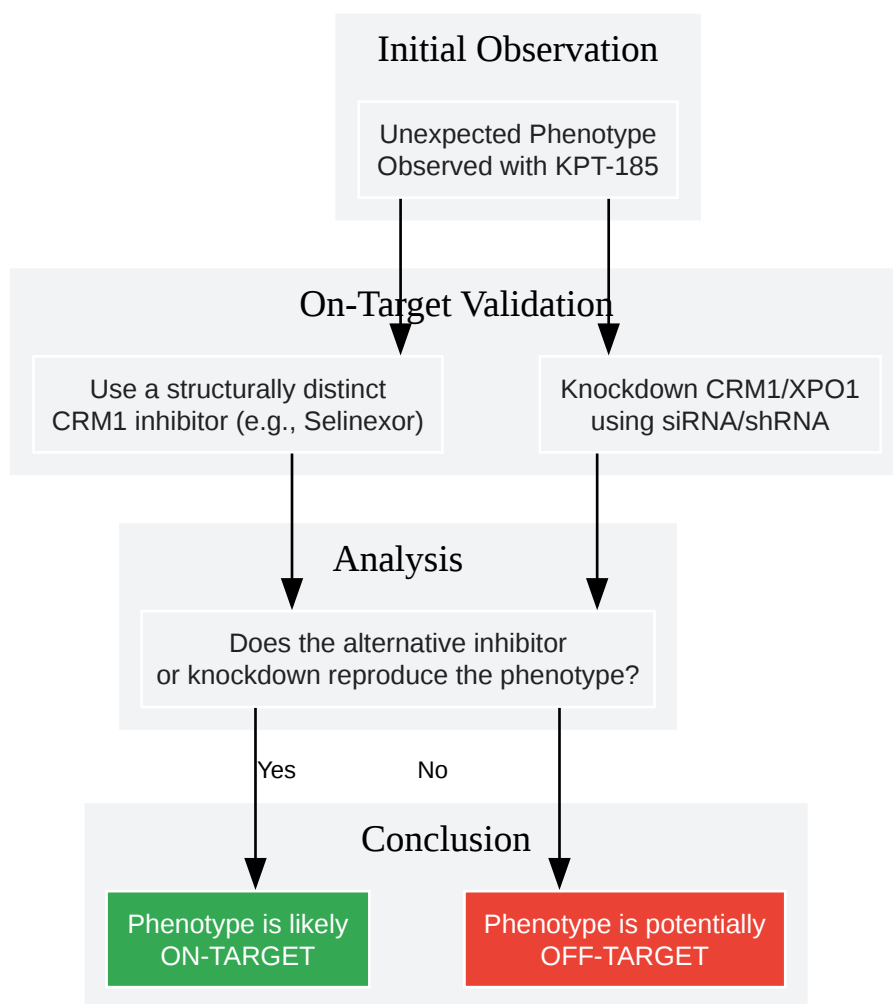 Initial Observation
Unexpected Phenotype
Observed with KPT-185
On-Target Validation
Use a structurally distinct
CRM1 inhibitor (e.g., Selinexor)
Knockdown CRM1/XPO1
using siRNA/shRNA
Analysis
Does the alternative inhibitor
or knockdown reproduce the phenotype?
Yes
No
Conclusion
Phenotype is likely
ON-TARGET
Phenotype is potentially
OFF-TARGET